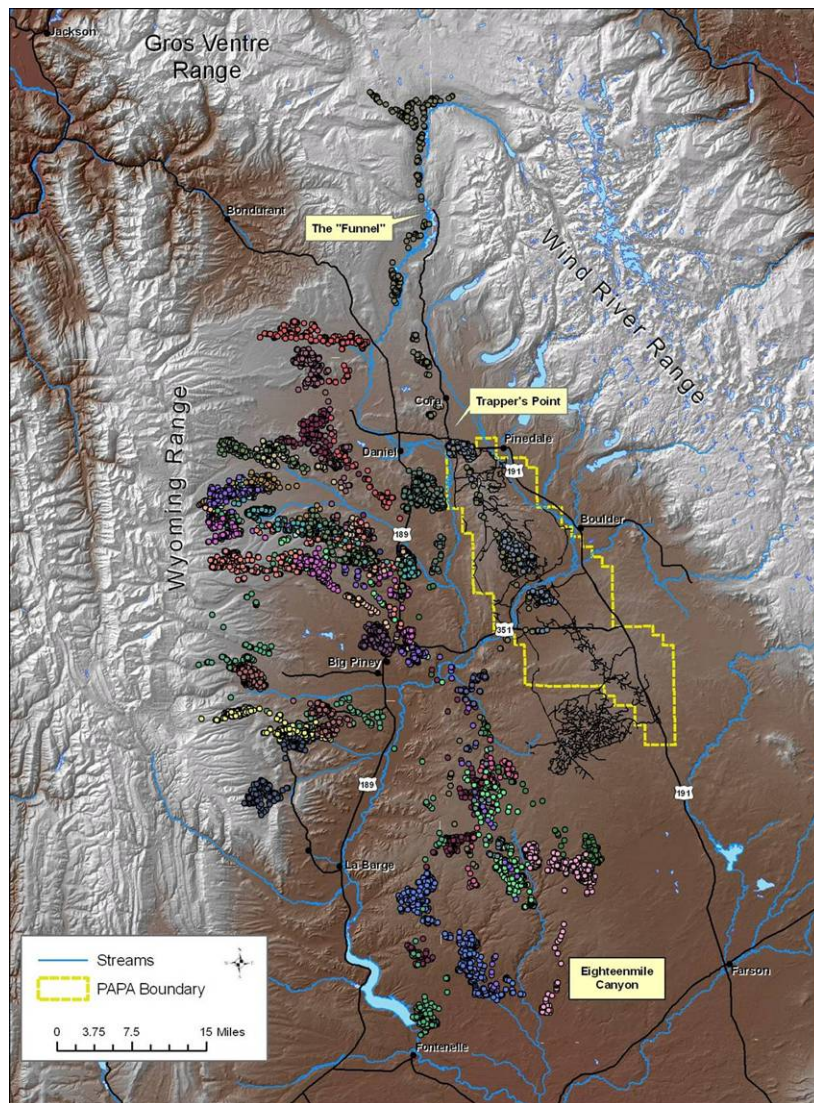 Jackson
Gros Ventre
Range
Bondurant
The "Funnel"
Wind River Range
Wyoming Range
Cora
Trapper's Point
Daniel
Pinedale
191
Boulder
189
351
Big Piney
189
191
La Barge
Streams
PAPA Boundary
0 3.75 7.5 15 Miles
Eighteenmile
Canyon
Farson
Fontenelle